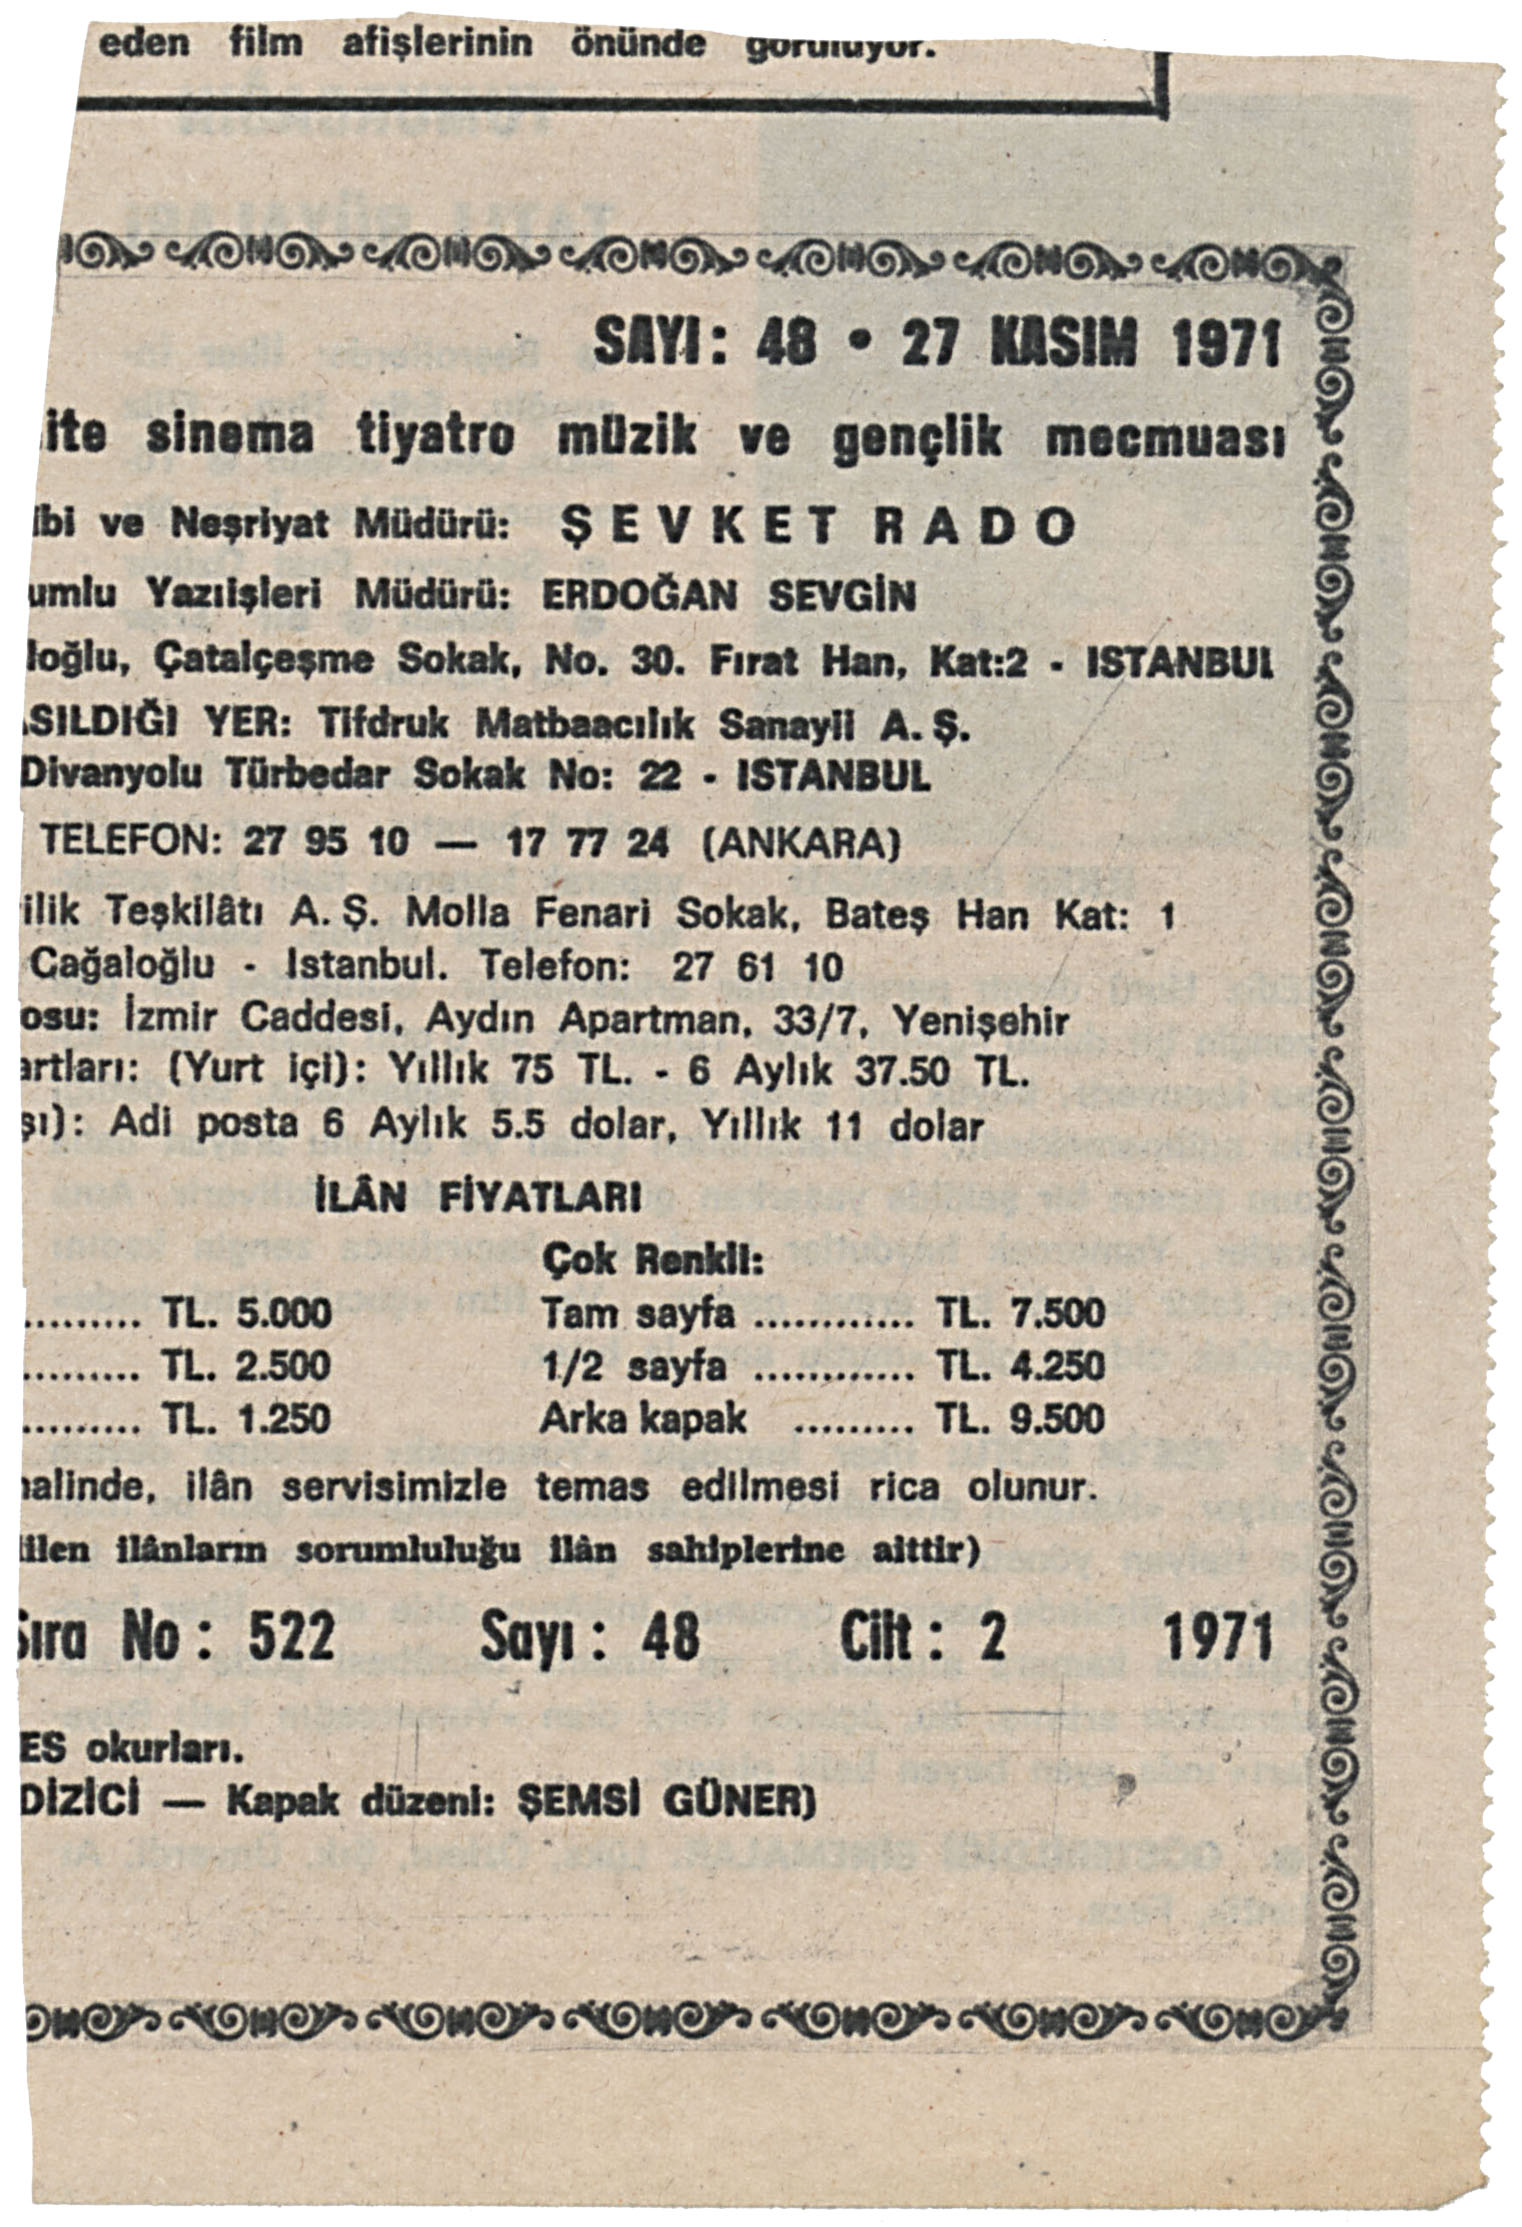 eden film afişlerinin önünde görülüyor.
SAYI: 48 • 27 KASIM 1971
ite sinema tiyatro müzik ve gençlik mecmuası
ibi ve Neşriyat Müdürü: ŞEVKET RADO
umlu Yazıişleri Müdürü: ERDOĞAN SEVGİN
loğlu, Çatalçeşme Sokak, No. 30. Fırat Han, Kat:2 - ISTANBUL
ASILDIĞI YER: Tifdruk Matbaacılık Sanayii A. Ş.
Divanyolu Türbedar Sokak No: 22 - ISTANBUL
TELEFON: 27 95 10 — 17 77 24 (ANKARA)
ilik Teşkilâtı A. Ş. Molla Fenari Sokak, Bateş Han Kat: 1
Cağaloğlu - Istanbul. Telefon: 27 61 10
osu: İzmir Caddesi, Aydın Apartman, 33/7, Yenişehir
artları: (Yurt içi): Yıllık 75 TL. - 6 Aylık 37.50 TL.
şı): Adi posta 6 Aylık 5.5 dolar, Yıllık 11 dolar
İLÂN FİYATLARI
Çok Renkli:
......... TL. 5.000 Tam sayfa ............ TL. 7.500
......... TL. 2.500 1/2 sayfa ............ TL. 4.250
......... TL. 1.250 Arka kapak ......... TL. 9.500
halinde, ilân servisimizle temas edilmesi rica olunur.
ilen ilânların sorumluluğu ilân sahiplerine aittir)
Sıra No: 522 Sayı: 48 Cilt: 2 1971
ES okurları.
DİZİCİ — Kapak düzeni: ŞEMSİ GÜNER)